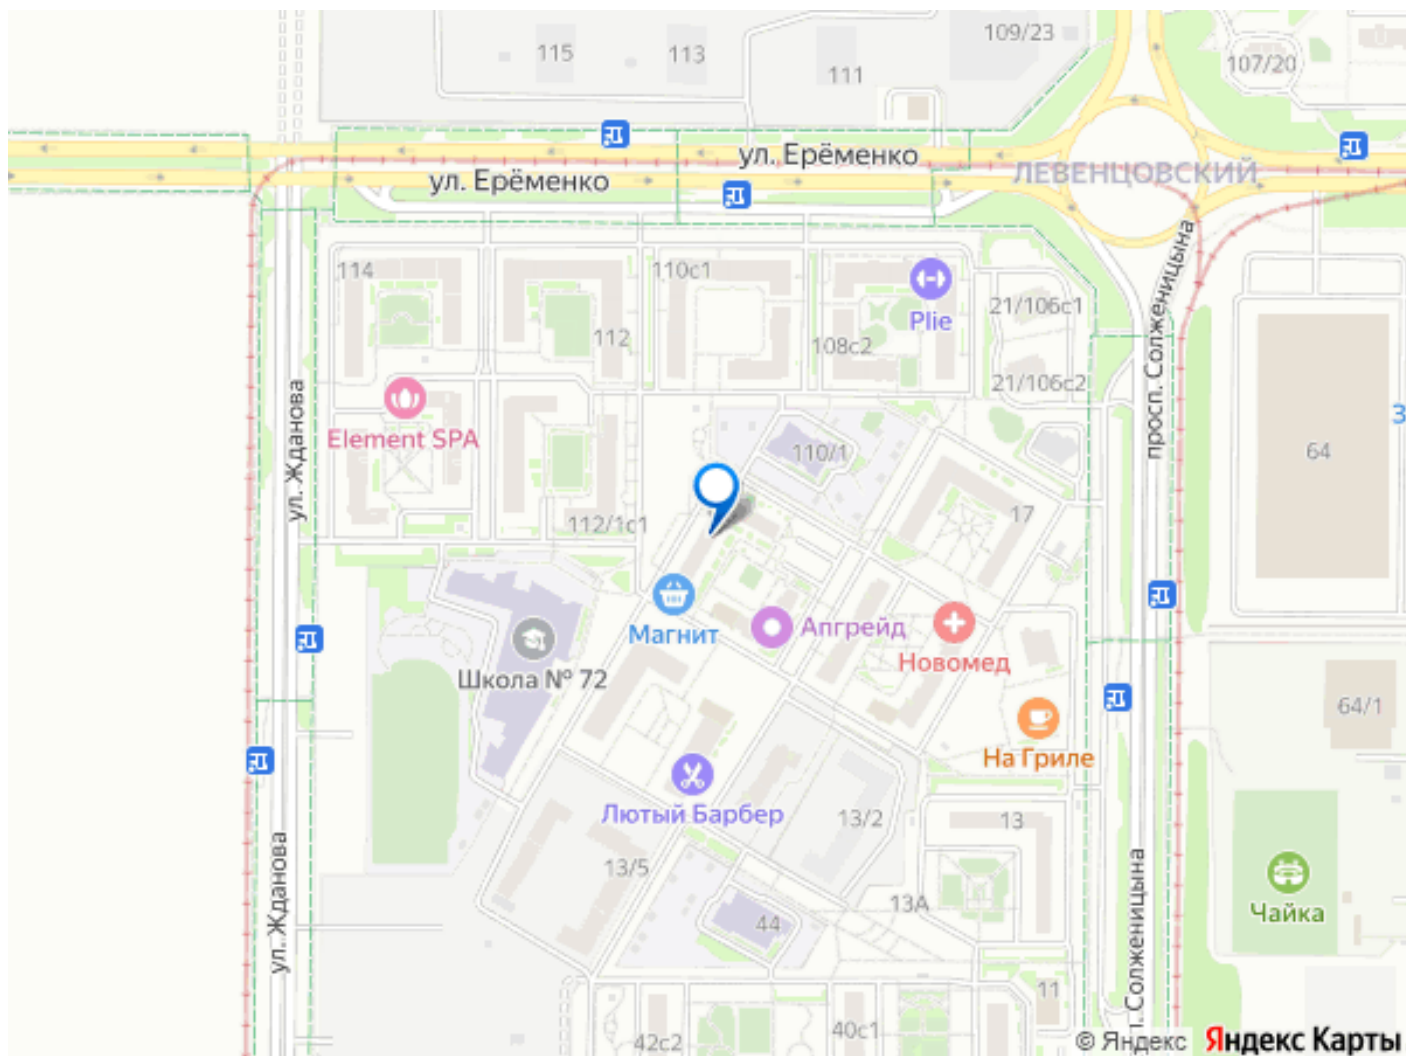 109/23
115
113
111
107/20
ул. Ерёменко
ЛЕВЕНЦОВСКИЙ
ул. Ерёменко
114
110с1
Plie
21/106с1
112
108с2
21/106с2
просп. Солженицына
ул. Жданова
Element SPA
110/1
64
З
112/1с1
17
Магнит
Апгрейд
Новомед
Школа № 72
64/1
На Гриле
Лютый Барбер
13/2
13
13/5
13А
44
Чайка
ул. Жданова
. Солженицына
11
42с2
40с1
© Яндекс Яндекс Карты